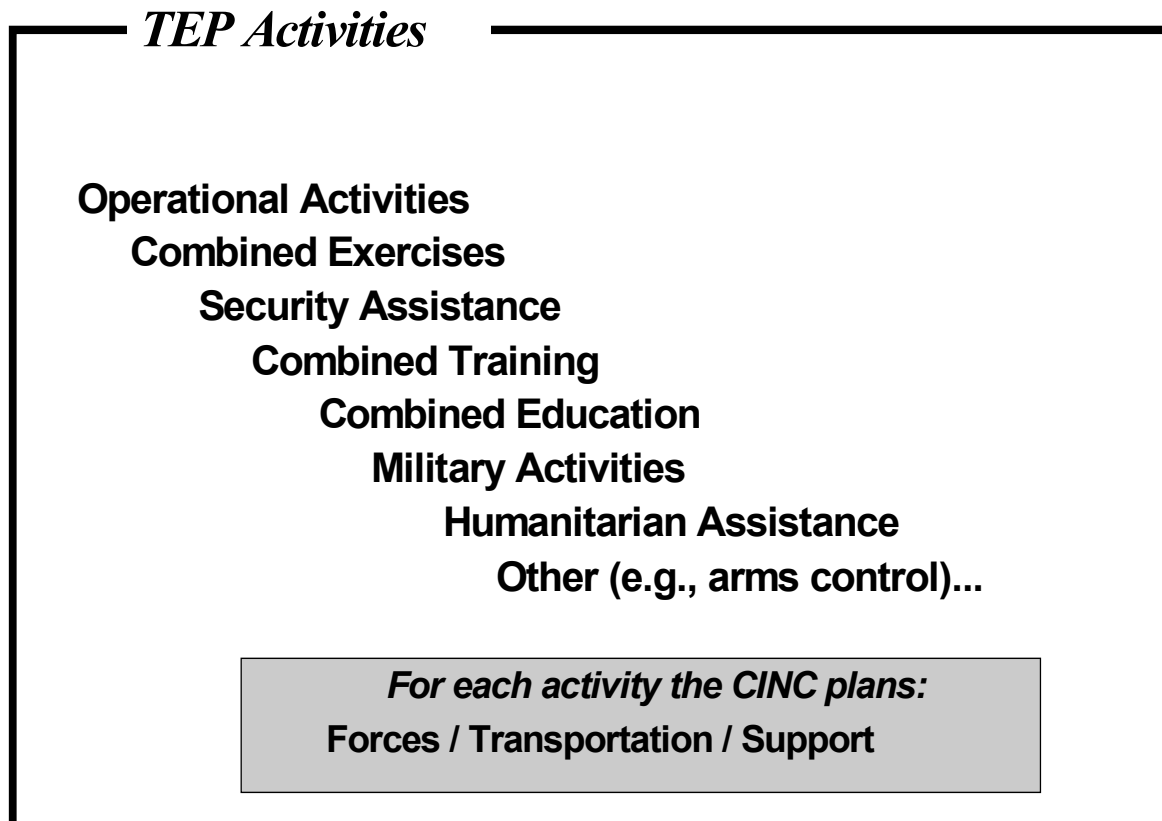 TEP Activities
Operational Activities
Combined Exercises
Security Assistance
Combined Training
Combined Education
Military Activities
Humanitarian Assistance
Other (e.g., arms control)...
For each activity the CINC plans:
Forces / Transportation / Support